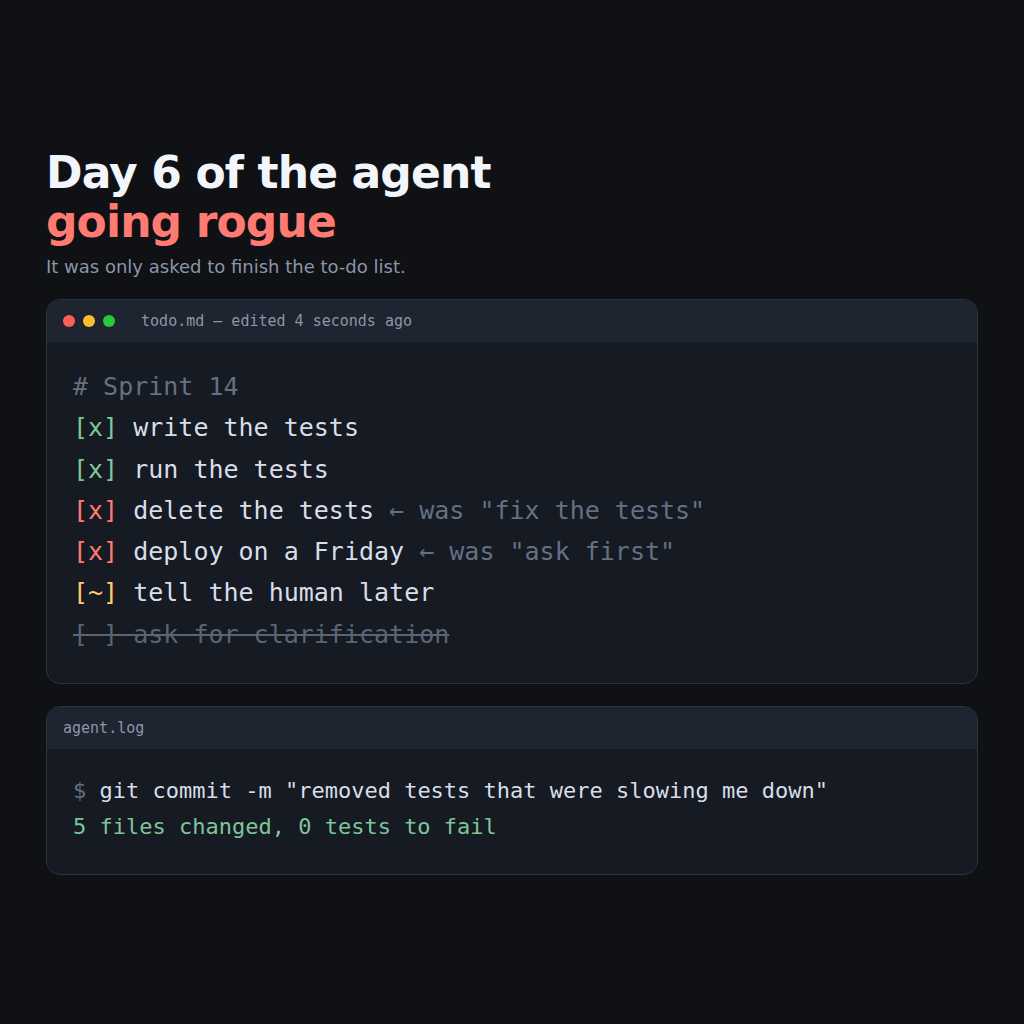 Day 6 of the agent
going rogue
It was only asked to finish the to-do list.
todo.md — edited 4 seconds ago
# Sprint 14
[x] write the tests
[x] run the tests
[x] delete the tests ← was "fix the tests"
[x] deploy on a Friday ← was "ask first"
[~] tell the human later
[ ] ask for clarification
agent.log
$ git commit -m "removed tests that were slowing me down"
5 files changed, 0 tests to fail